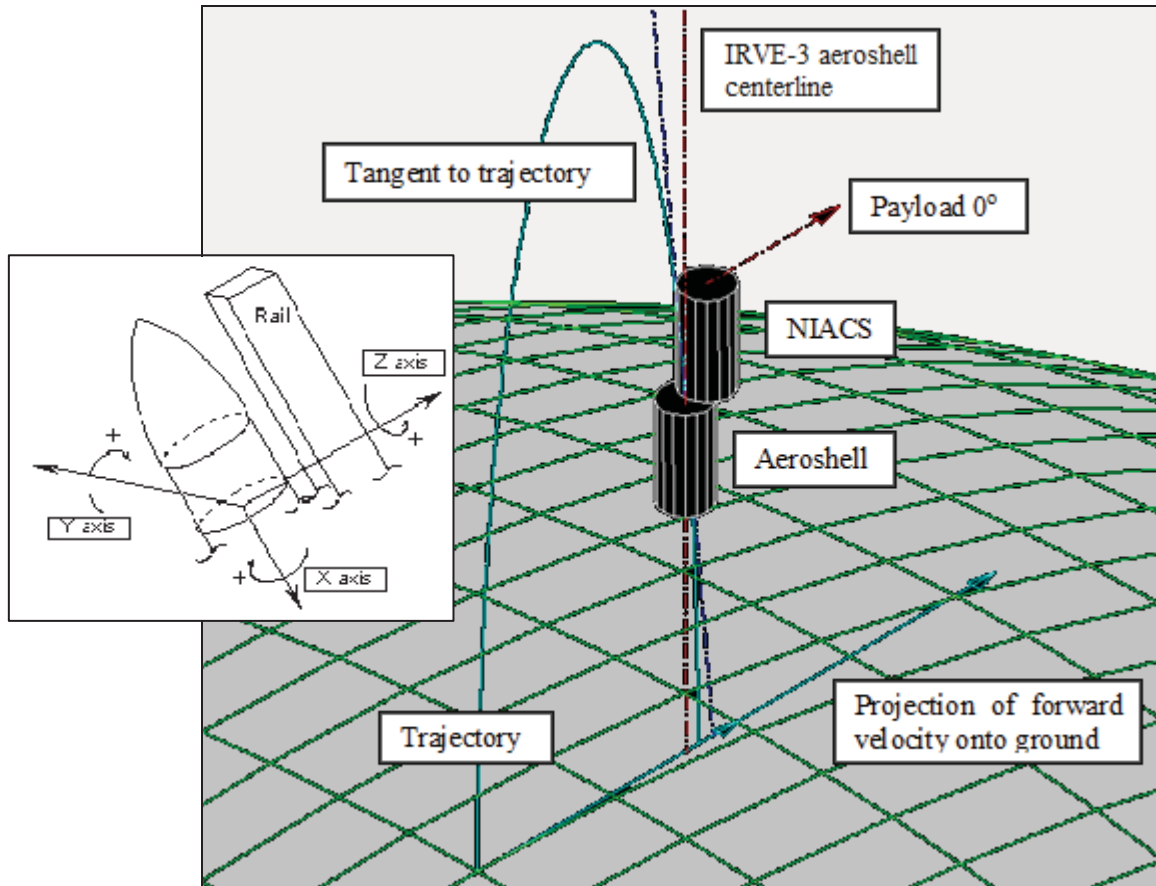 IRVE-3 aeroshell
centerline
Tangent to trajectory
Payload 0°
NIACS
Rail
Z axis
+
+
Y axis
+
X axis
Aeroshell
Trajectory
Projection of forward
velocity onto ground